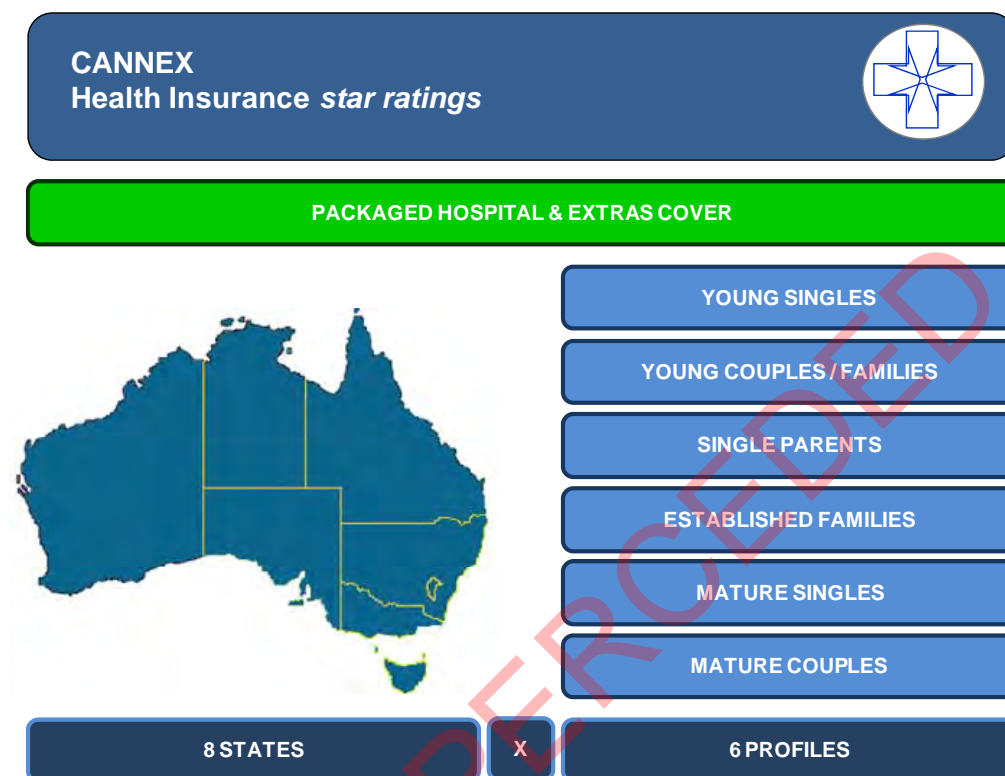 CANNEX
Health Insurance star ratings
PACKAGED HOSPITAL & EXTRAS COVER
YOUNG SINGLES
YOUNG COUPLES / FAMILIES
SINGLE PARENTS
ESTABLISHED FAMILIES
MATURE SINGLES
MATURE COUPLES
8 STATES
X
6 PROFILES
PERCEDED